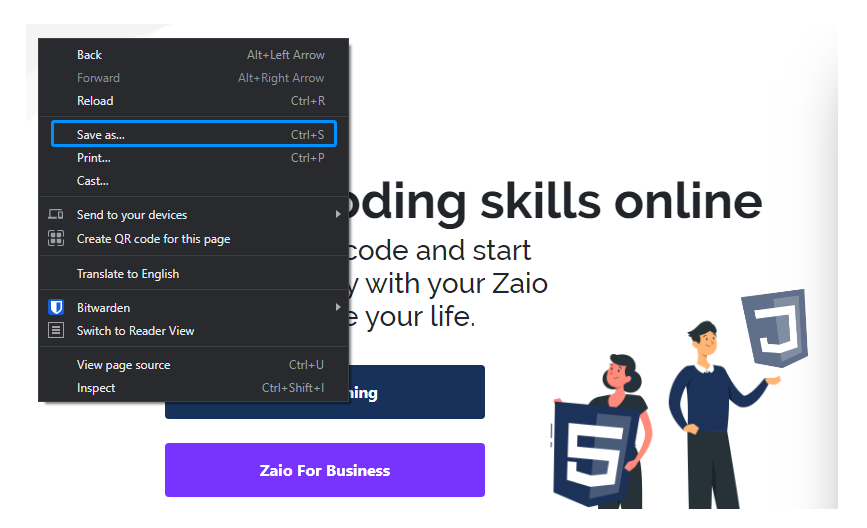 Back Alt+Left Arrow
Forward Alt+Right Arrow
Reload Ctrl+R
Save as... Ctrl+S
Print... Ctrl+P
Cast...
Send to your devices
Create QR code for this page
Translate to English
Bitwarden
Switch to Reader View
View page source Ctrl+U
Inspect Ctrl+Shift+I
skills online
code and start
with your Zaio
your life.
Zaio For Business
5
J